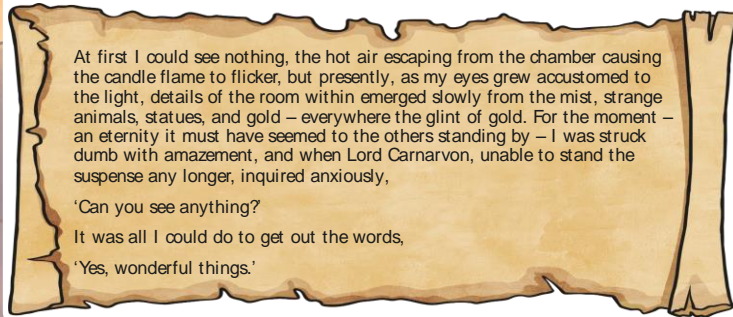 At first I could see nothing, the hot air escaping from the chamber causing
the candle flame to flicker, but presently, as my eyes grew accustomed to
the light, details of the room within emerged slowly from the mist, strange
animals, statues, and gold – everywhere the glint of gold. For the moment –
an eternity it must have seemed to the others standing by – I was struck
dumb with amazement, and when Lord Carnarvon, unable to stand the
suspense any longer, inquired anxiously,
‘Can you see anything?’
It was all I could do to get out the words,
‘Yes, wonderful things.’